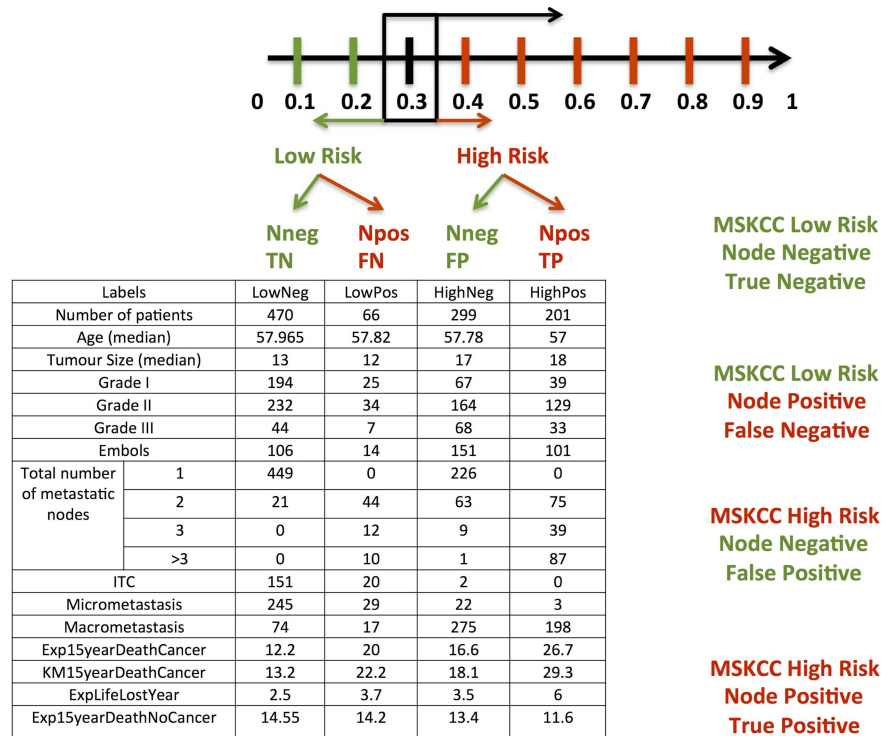 0 0.1 0.2 0.3 0.4 0.5 0.6 0.7 0.8 0.9 1
Low Risk High Risk
Nneg Npos Nneg Npos
TN FN FP TP
MSKCC Low Risk
Node Negative
True Negative
Labels LowNeg LowPos HighNeg HighPos
Number of patients 470 66 299 201
Age (median) 57.965 57.82 57.78 57
Tumour Size (median) 13 12 17 18
Grade I 194 25 67 39
Grade II 232 34 164 129
Grade III 44 7 68 33
Embols 106 14 151 101
Total number
of metastatic
nodes
1 449 0 226 0
2 21 44 63 75
3 0 12 9 39
>3 0 10 1 87
ITC 151 20 2 0
Micrometastasis 245 29 22 3
Macrometastasis 74 17 275 198
Exp15yearDeathCancer 12.2 20 16.6 26.7
KM15yearDeathCancer 13.2 22.2 18.1 29.3
ExpLifeLostYear 2.5 3.7 3.5 6
Exp15yearDeathNoCancer 14.55 14.2 13.4 11.6
MSKCC Low Risk
Node Positive
False Negative
MSKCC High Risk
Node Negative
False Positive
MSKCC High Risk
Node Positive
True Positive